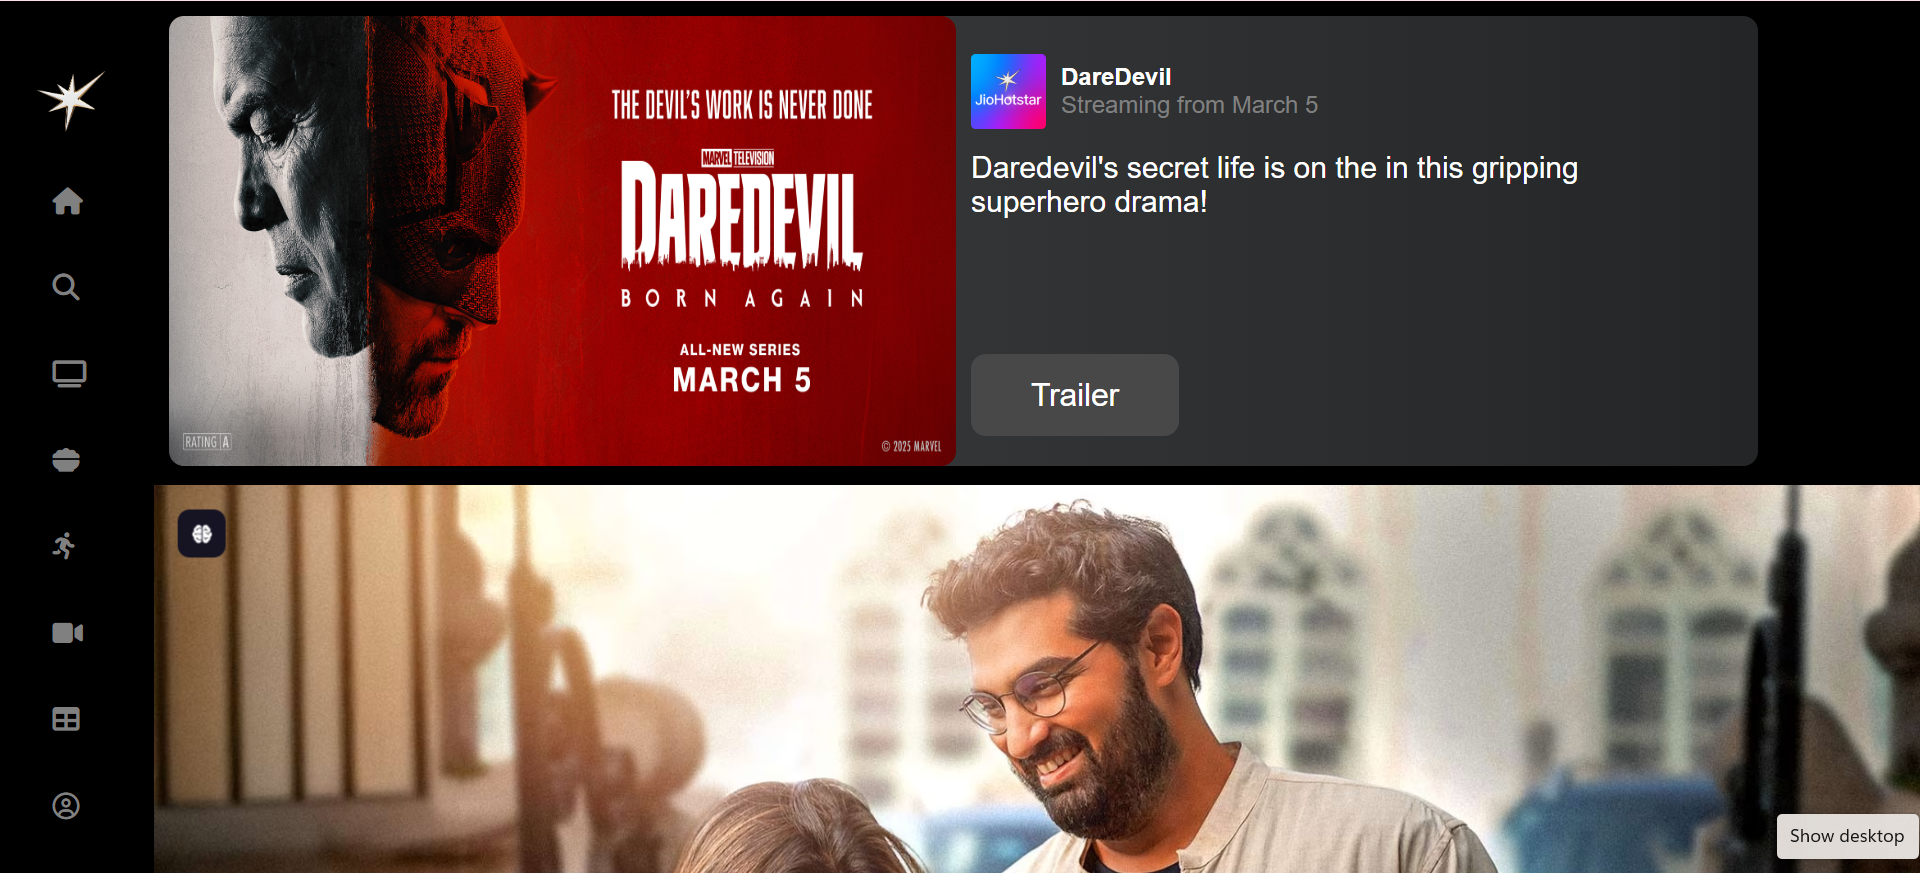 THE DEVIL'S WORK IS NEVER DONE
MARVEL TELEVISION
DAREDEVIL
BORN AGAIN
ALL-NEW SERIES
MARCH 5
RATING A
© 2025 MARVEL
JioHotstar
DareDevil
Streaming from March 5
Daredevil's secret life is on the in this gripping
superhero drama!
Trailer
Show desktop